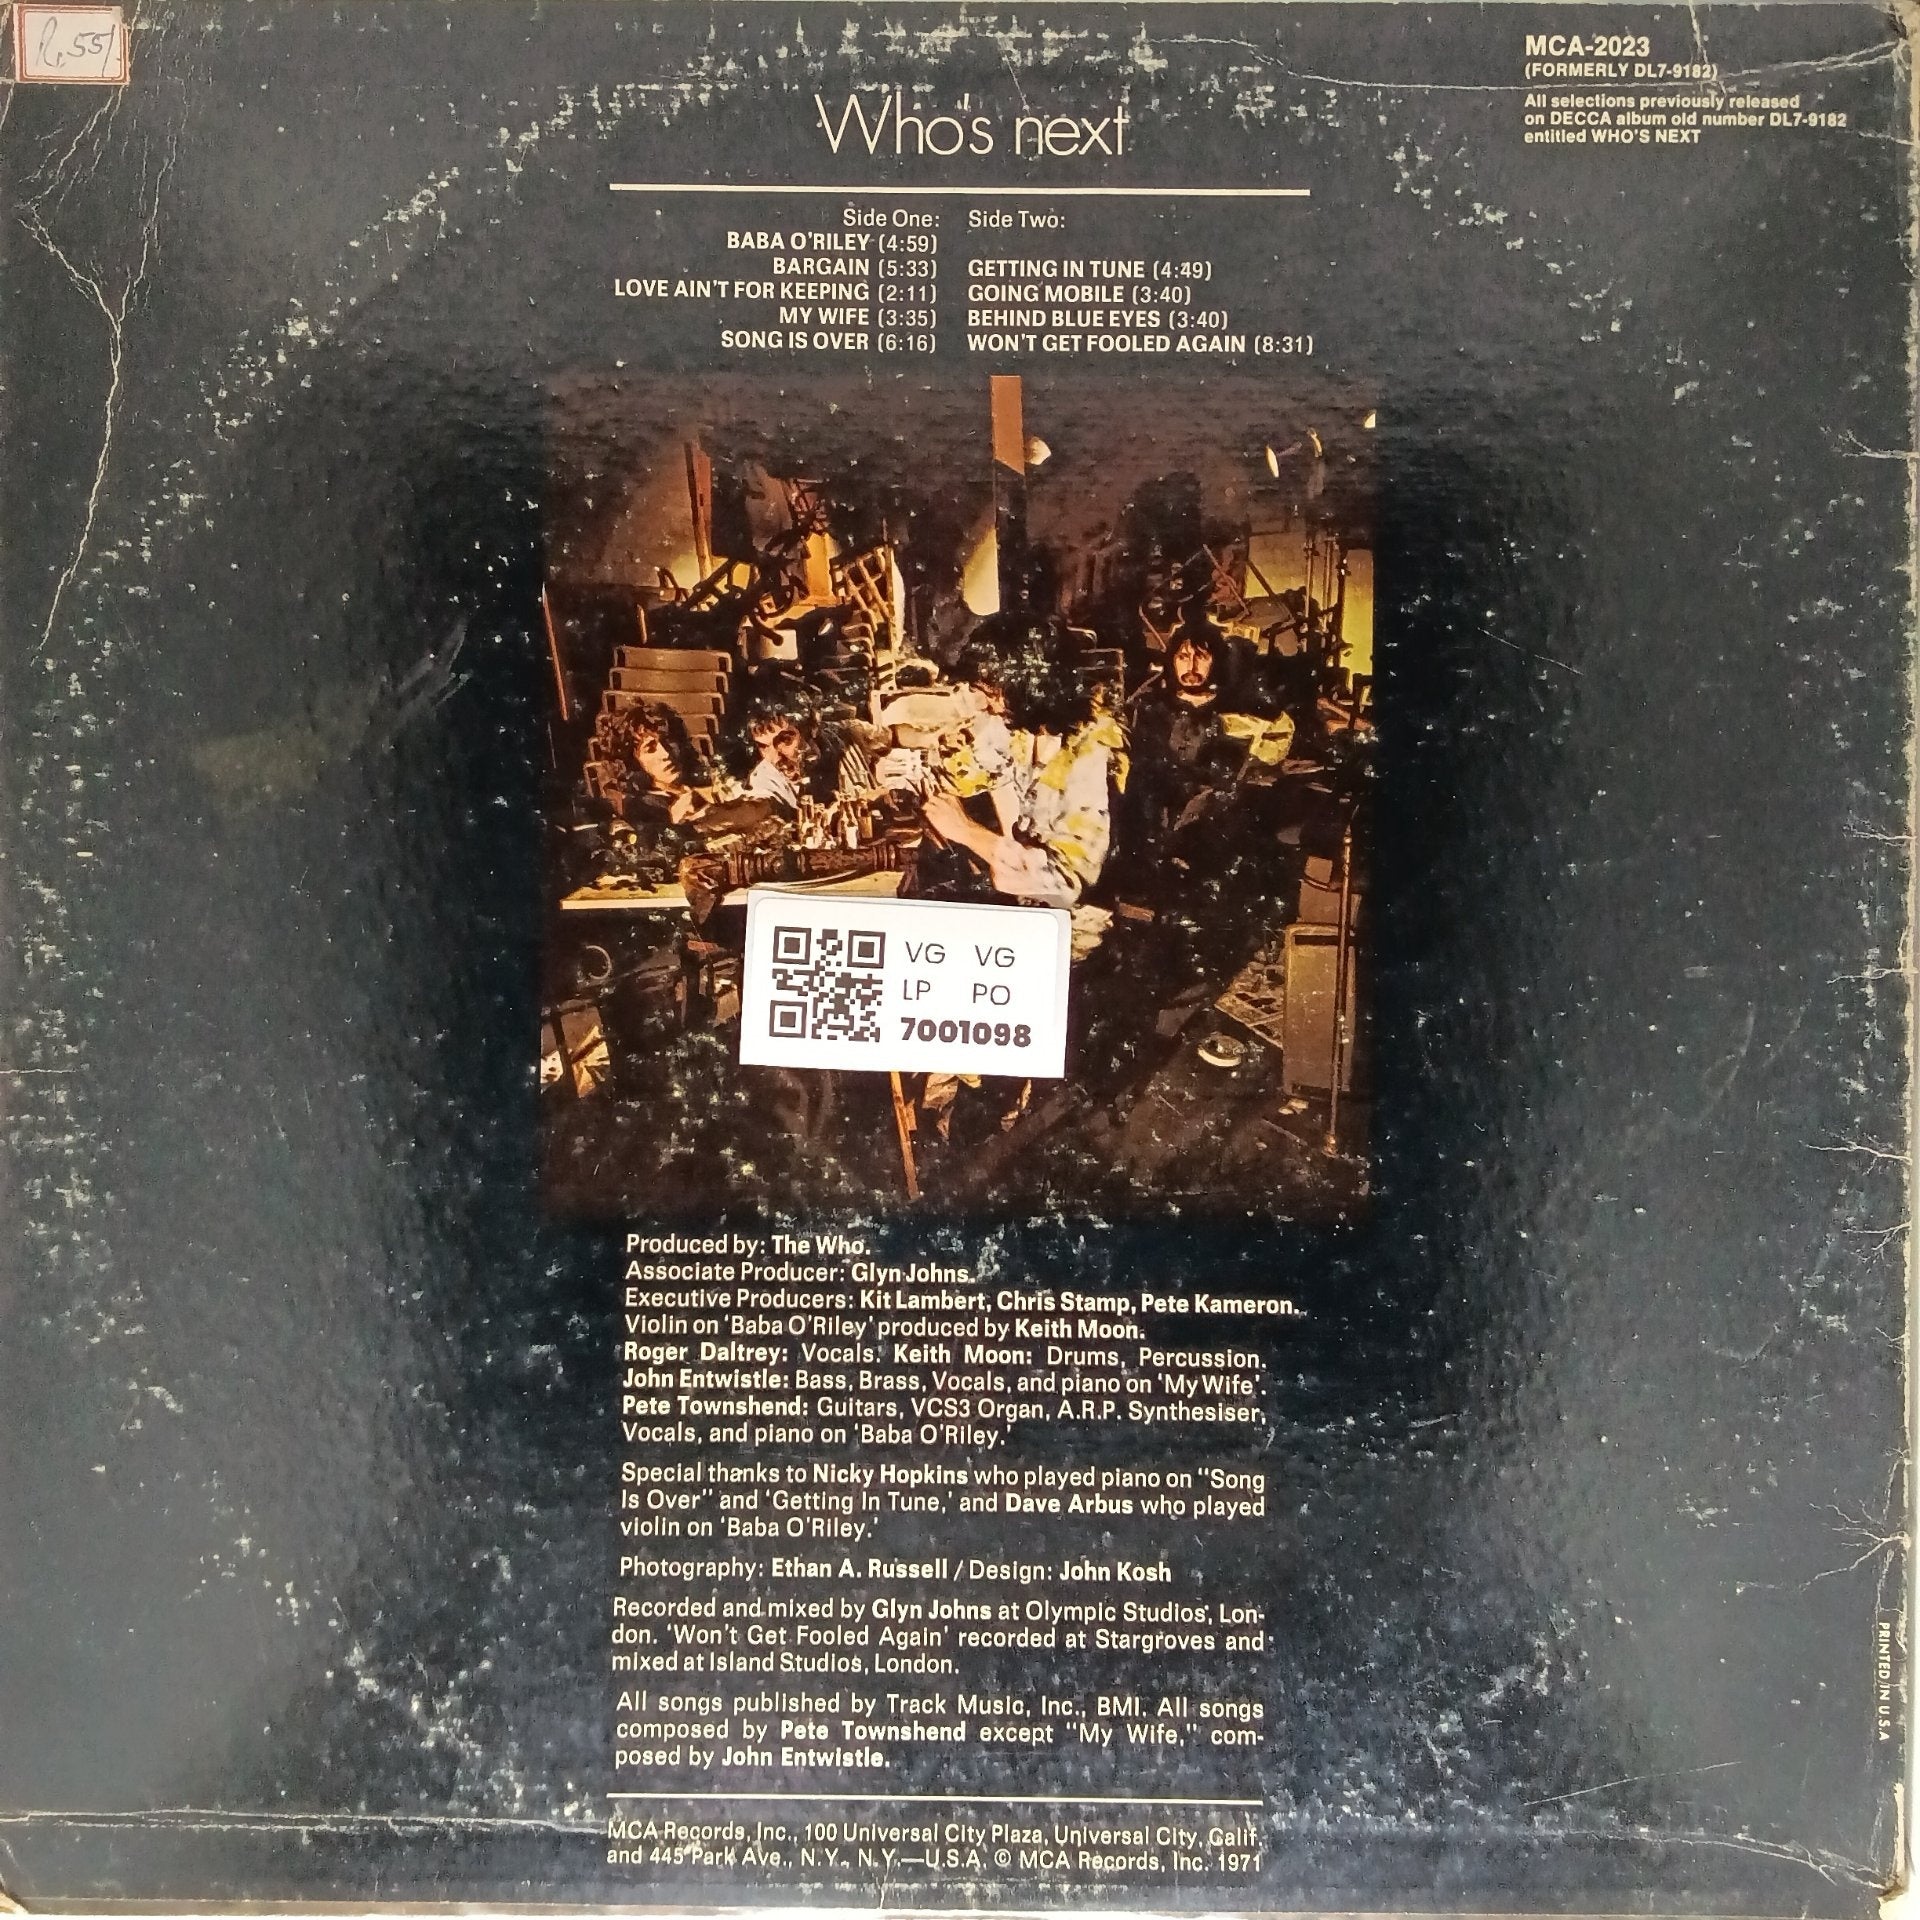 R. 55/-
MCA-2023
(FORMERLY DL7-9182)
All selections previously released
on DECCA album old number DL7-9182
entitled WHO'S NEXT
Who's next
Side One:
BABA O'RILEY (4:59)
BARGAIN (5:33)
LOVE AIN'T FOR KEEPING (2:11)
MY WIFE (3:35)
SONG IS OVER (6:16)
Side Two:
GETTING IN TUNE (4:49)
GOING MOBILE (3:40)
BEHIND BLUE EYES (3:40)
WON'T GET FOOLED AGAIN (8:31)
VG VG
LP PO
7001098
Produced by: The Who.
Associate Producer: Glyn Johns.
Executive Producers: Kit Lambert, Chris Stamp, Pete Kameron.
Violin on 'Baba O'Riley' produced by Keith Moon.
Roger Daltrey: Vocals. Keith Moon: Drums, Percussion.
John Entwistle: Bass, Brass, Vocals, and piano on 'My Wife'.
Pete Townshend: Guitars, VCS3 Organ, A.R.P. Synthesiser,
Vocals, and piano on 'Baba O'Riley.'
Special thanks to Nicky Hopkins who played piano on "Song
Is Over" and 'Getting In Tune,' and Dave Arbus who played
violin on 'Baba O'Riley.'
Photography: Ethan A. Russell / Design: John Kosh
Recorded and mixed by Glyn Johns at Olympic Studios, Lon-
don. 'Won't Get Fooled Again' recorded at Stargroves and
mixed at Island Studios, London.
All songs published by Track Music, Inc., BMI. All songs
composed by Pete Townshend except "My Wife," com-
posed by John Entwistle.
MCA Records, Inc., 100 Universal City Plaza, Universal City, Calif.
and 445 Park Ave., N.Y., N.Y.—U.S.A. © MCA Records, Inc. 1971
PRINTED IN U.S.A